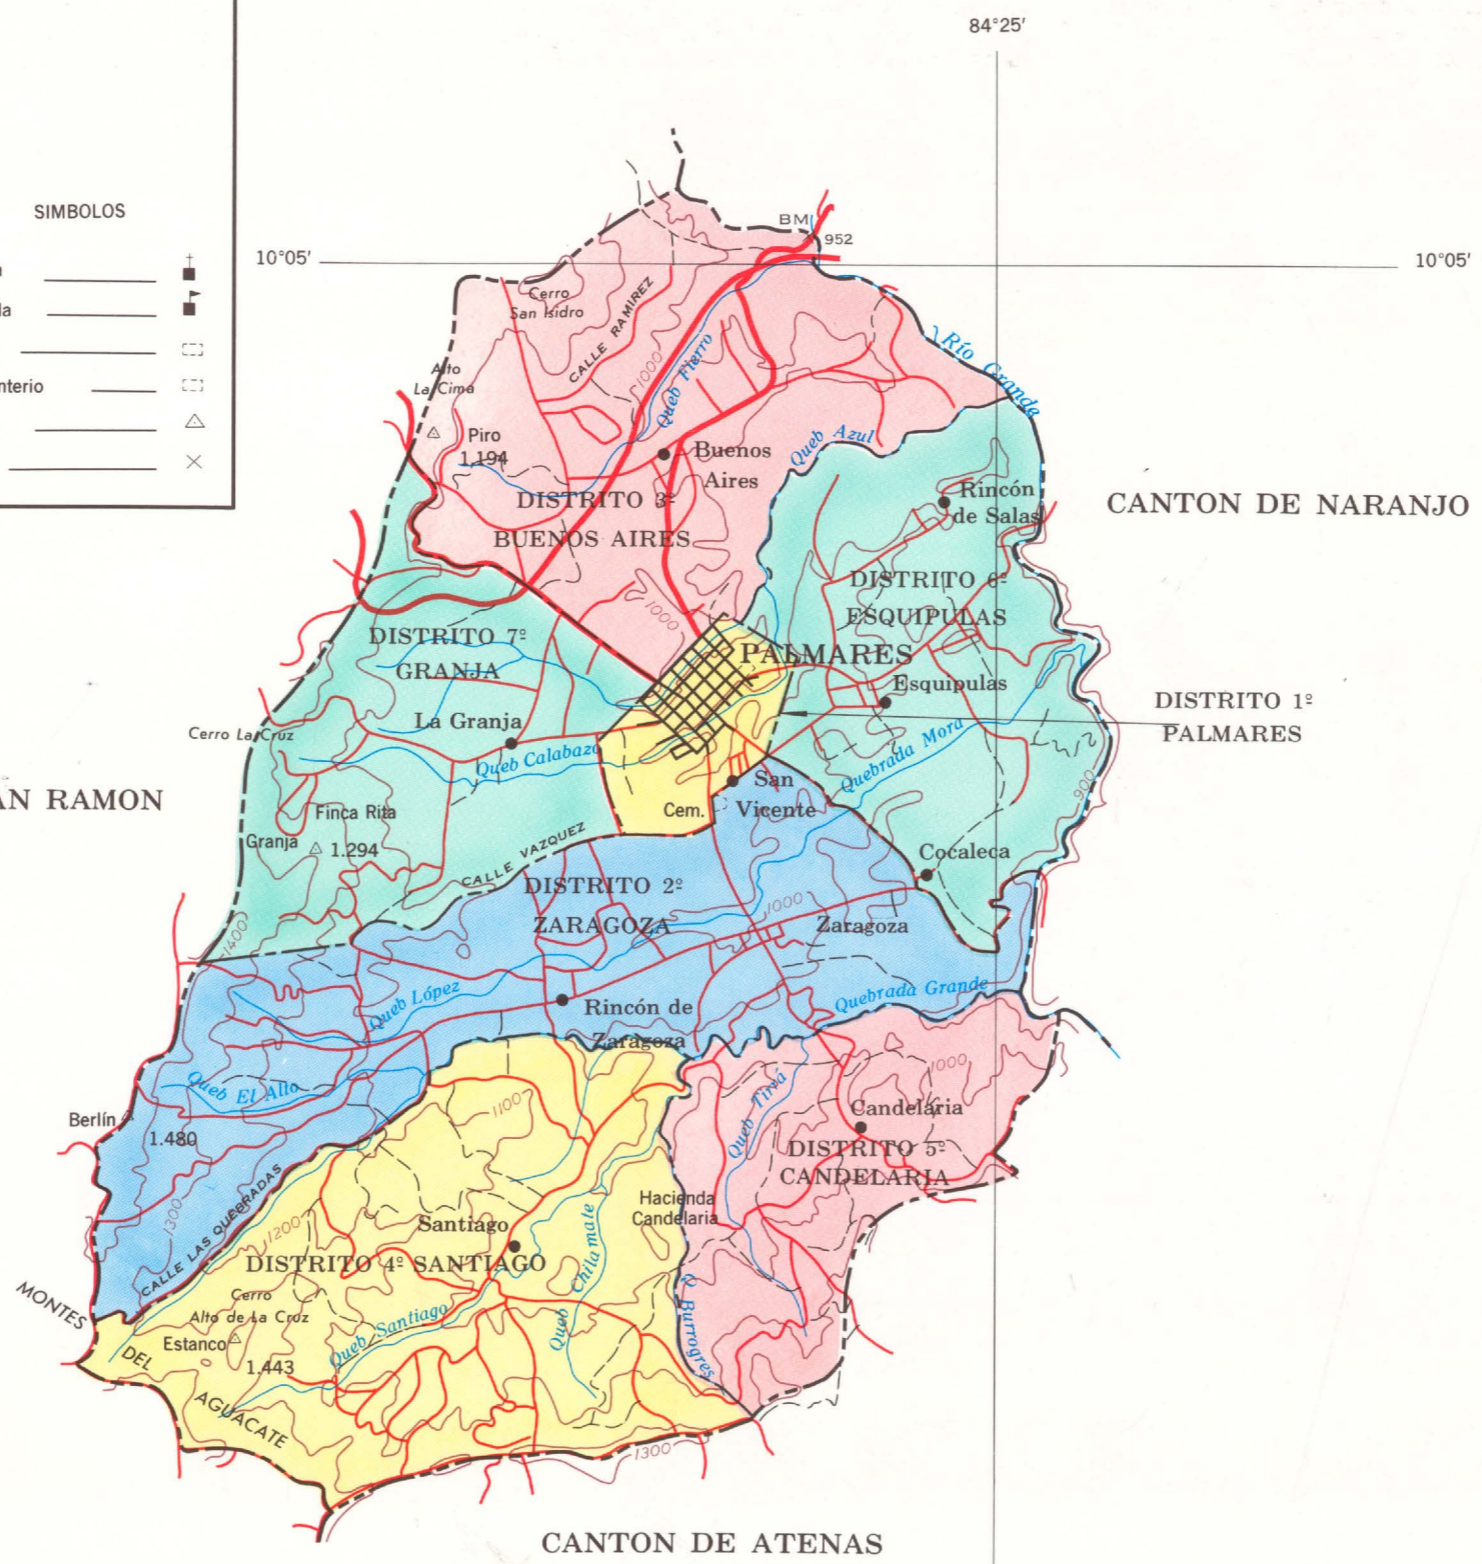 84°25′
SIMBOLOS
10°05′
10°05′
BM
952
Cerro
San Isidro
CALLE RAMIREZ
1000
Queb Fierro
Río Grande
Alto
La Cima
Piro
1.194
Buenos
Aires
Queb Azul
DISTRITO 3º
BUENOS AIRES
Rincón
de Salas
CANTON DE NARANJO
DISTRITO 6º
ESQUIPULAS
1000
DISTRITO 7º
GRANJA
PALMARES
Esquipulas
La Granja
DISTRITO 1º
PALMARES
Cerro La Cruz
Queb Calabazo
Quebrada Mora
San
Vicente
900
RAMON
Finca Rita
Granja
1.294
Cem.
CALLE VAZQUEZ
Cocaleca
DISTRITO 2º
ZARAGOZA
1000
Zaragoza
1400
Queb López
Rincón de
Zaragoza
Quebrada Grande
Queb El Alto
1000
Berlín
1.480
1100
Queb Tirrá
Candelaria
DISTRITO 5º
CANDELARIA
Hacienda
Candelaria
1300
CALLE LAS QUEBRADAS
1200
Santiago
DISTRITO 4º SANTIAGO
Queb Chilamate
MONTES
DEL
AGUACATE
Cerro
Alto de La Cruz
Estanco
1.443
Queb Santiago
Q Burrogres
1300
CANTON DE ATENAS